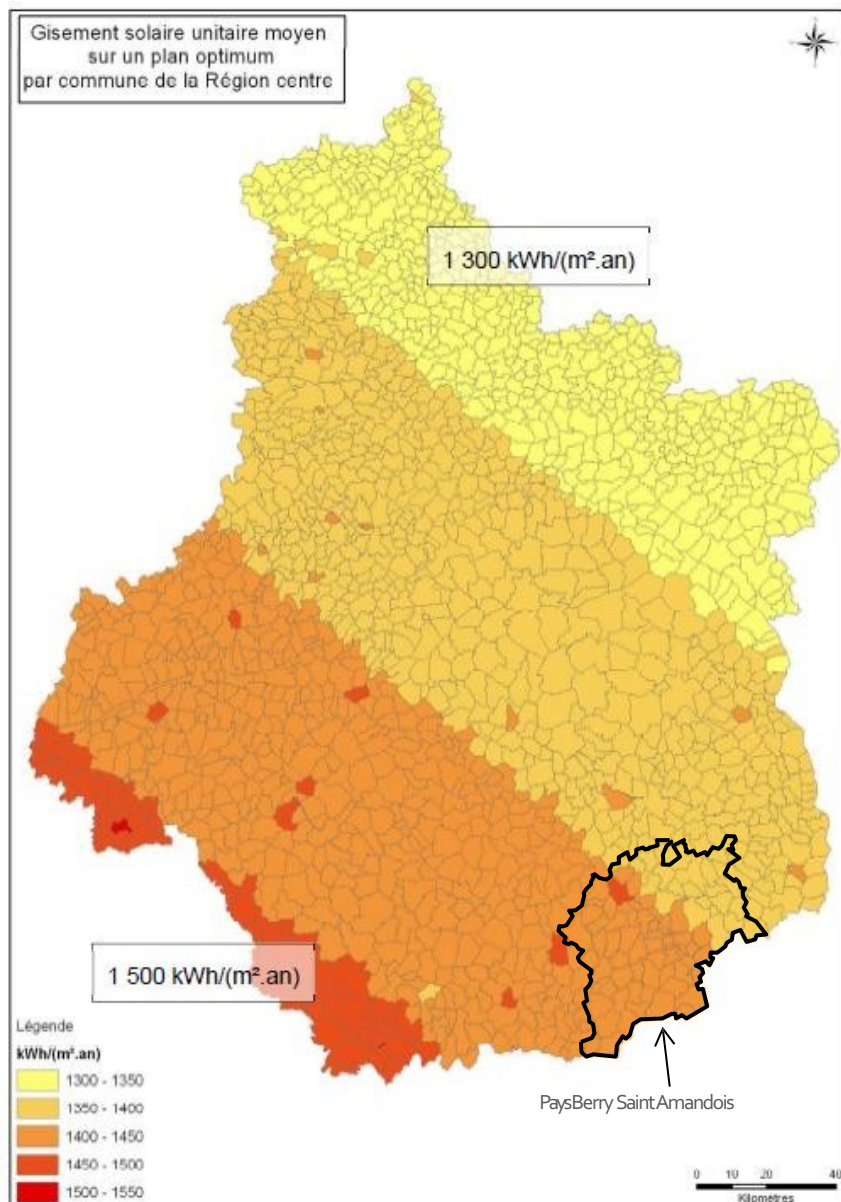 Gisement solaire unitaire moyen
sur un plan optimum
par commune de la Région centre
1 300 kWh/(m².an)
1 500 kWh/(m².an)
Légende
kWh/(m².an)
1300 - 1350
1350 - 1400
1400 - 1450
1450 - 1500
1500 - 1550
PaysBerry Saint Amandois
0 10 20 40
Kilomètres